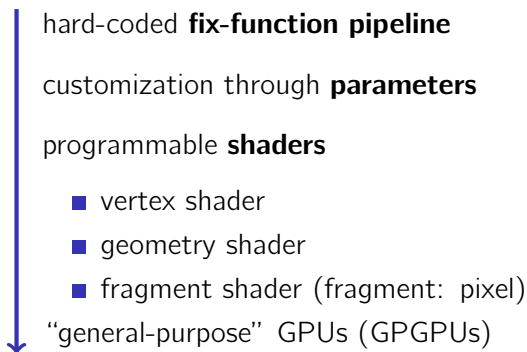 hard-coded fix-function pipeline
customization through parameters
programmable shaders
vertex shader
geometry shader
fragment shader (fragment: pixel)
“general-purpose” GPUs (GPGPUs)